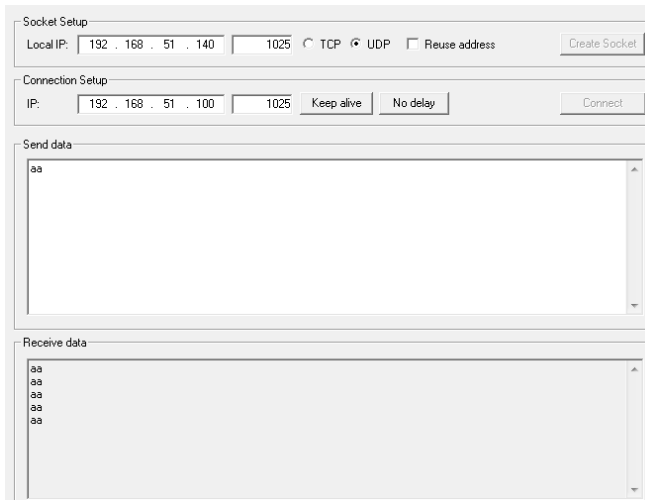 Socket Setup
Local IP: 192 . 168 . 51 . 140 1025 TCP UDP Reuse address Create Socket
Connection Setup
IP: 192 . 168 . 51 . 100 1025 Keep alive No delay Connect
Send data
aa
Receive data
aa
aa
aa
aa
aa